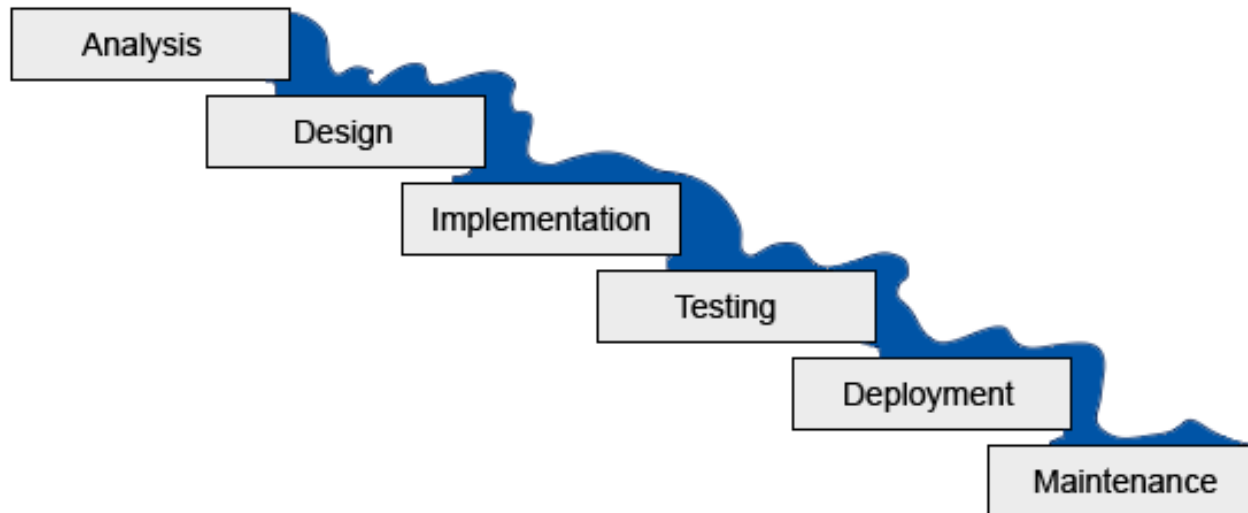 Analysis
Design
Implementation
Testing
Deployment
Maintenance